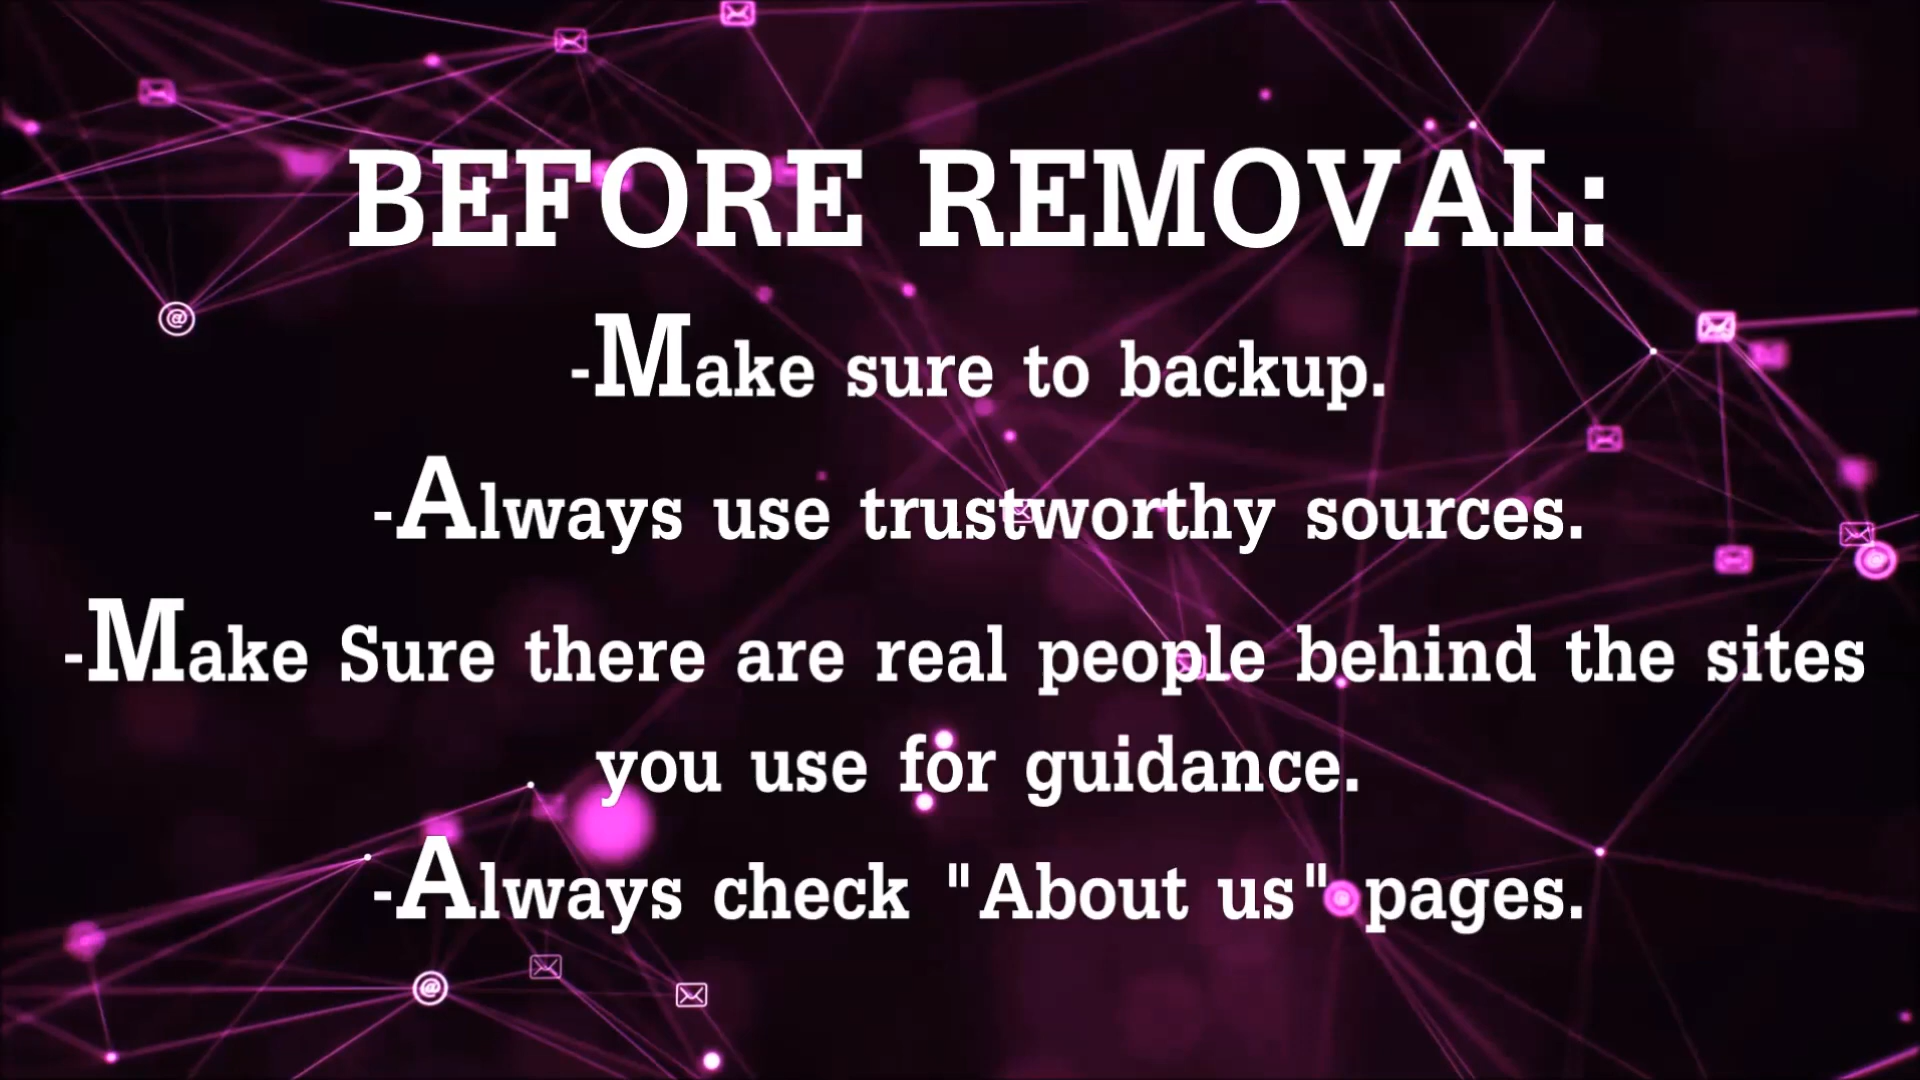 BEFORE REMOVAL:
-Make sure to backup.
-Always use trustworthy sources.
-Make Sure there are real people behind the sites
you use for guidance.
-Always check "About us" pages.